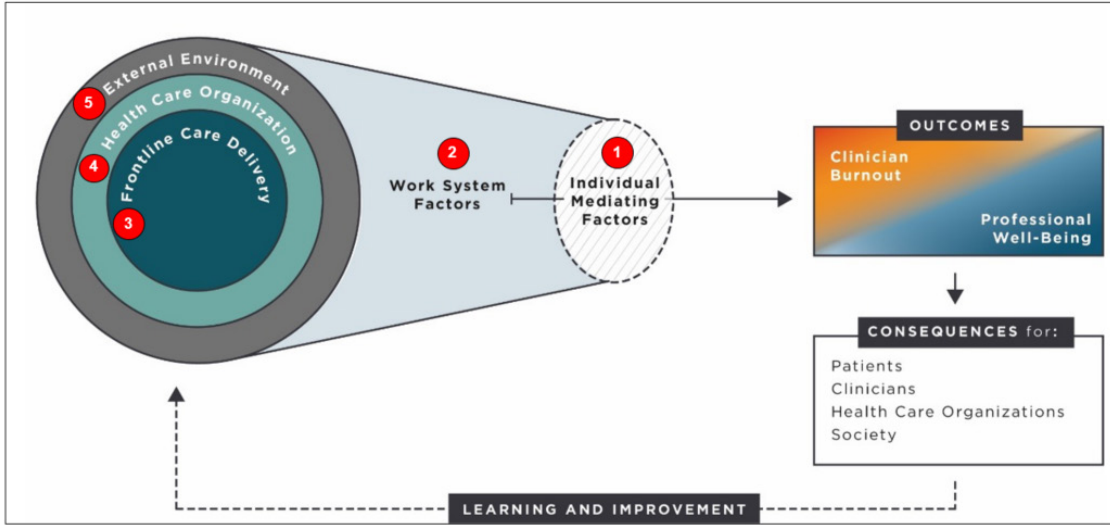 External Environment
Health Care Organization
Frontline Care Delivery
5
4
3
2
Work System
Factors
1
Individual
Mediating
Factors
OUTCOMES
Clinician
Burnout
Professional
Well-Being
CONSEQUENCES for:
Patients
Clinicians
Health Care Organizations
Society
LEARNING AND IMPROVEMENT